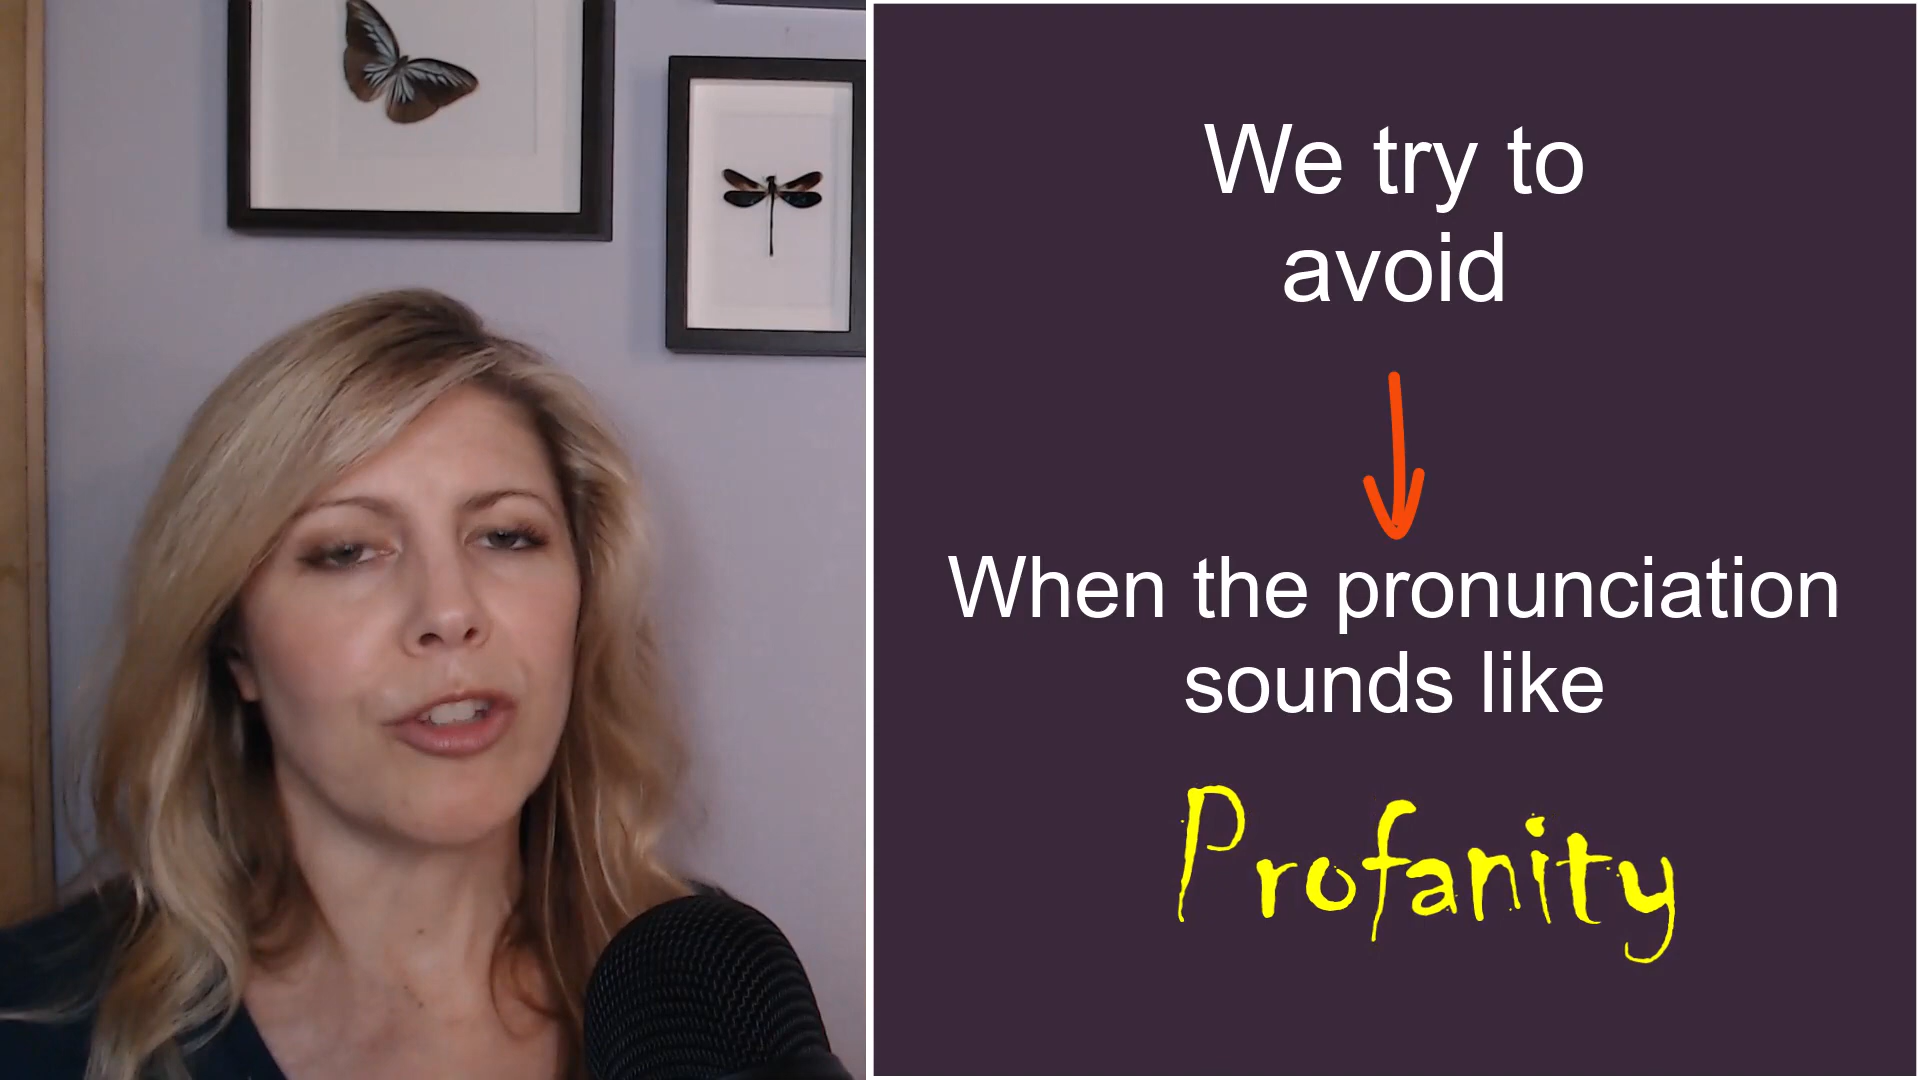 We try to
avoid
When the pronunciation
sounds like
Profanity